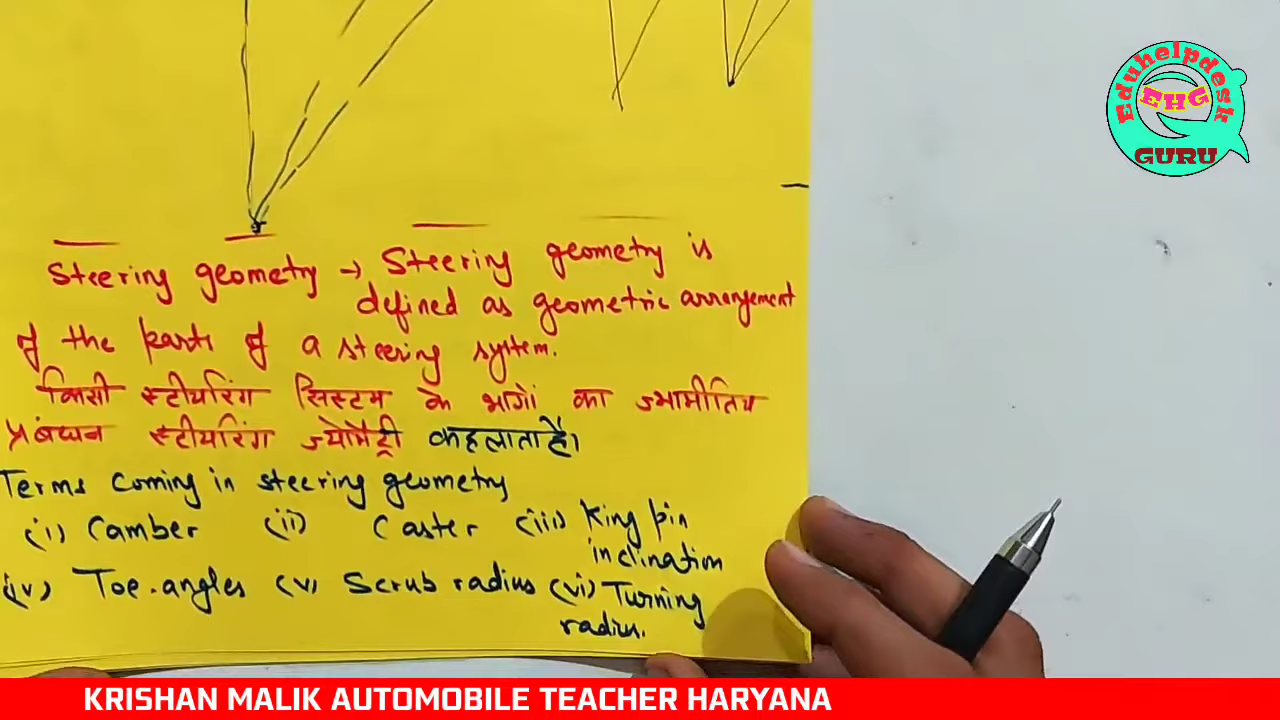 Eduhelpdesk
EHG
GURU
Steering geometry → Steering geometry is
defined as geometric arrangement
of the parts of a steering system.
किसी स्टीयरिंग सिस्टम के भागों का ज्यामीतिय
प्रबंधन स्टीयरिंग ज्योमैट्री कहलाता है।
Terms coming in steering geometry
(i) Camber (ii) Caster (iii) King pin
inclination
(iv) Toe-angles (v) Scrub radius (vi) Turning
radius.
KRISHAN MALIK AUTOMOBILE TEACHER HARYANA